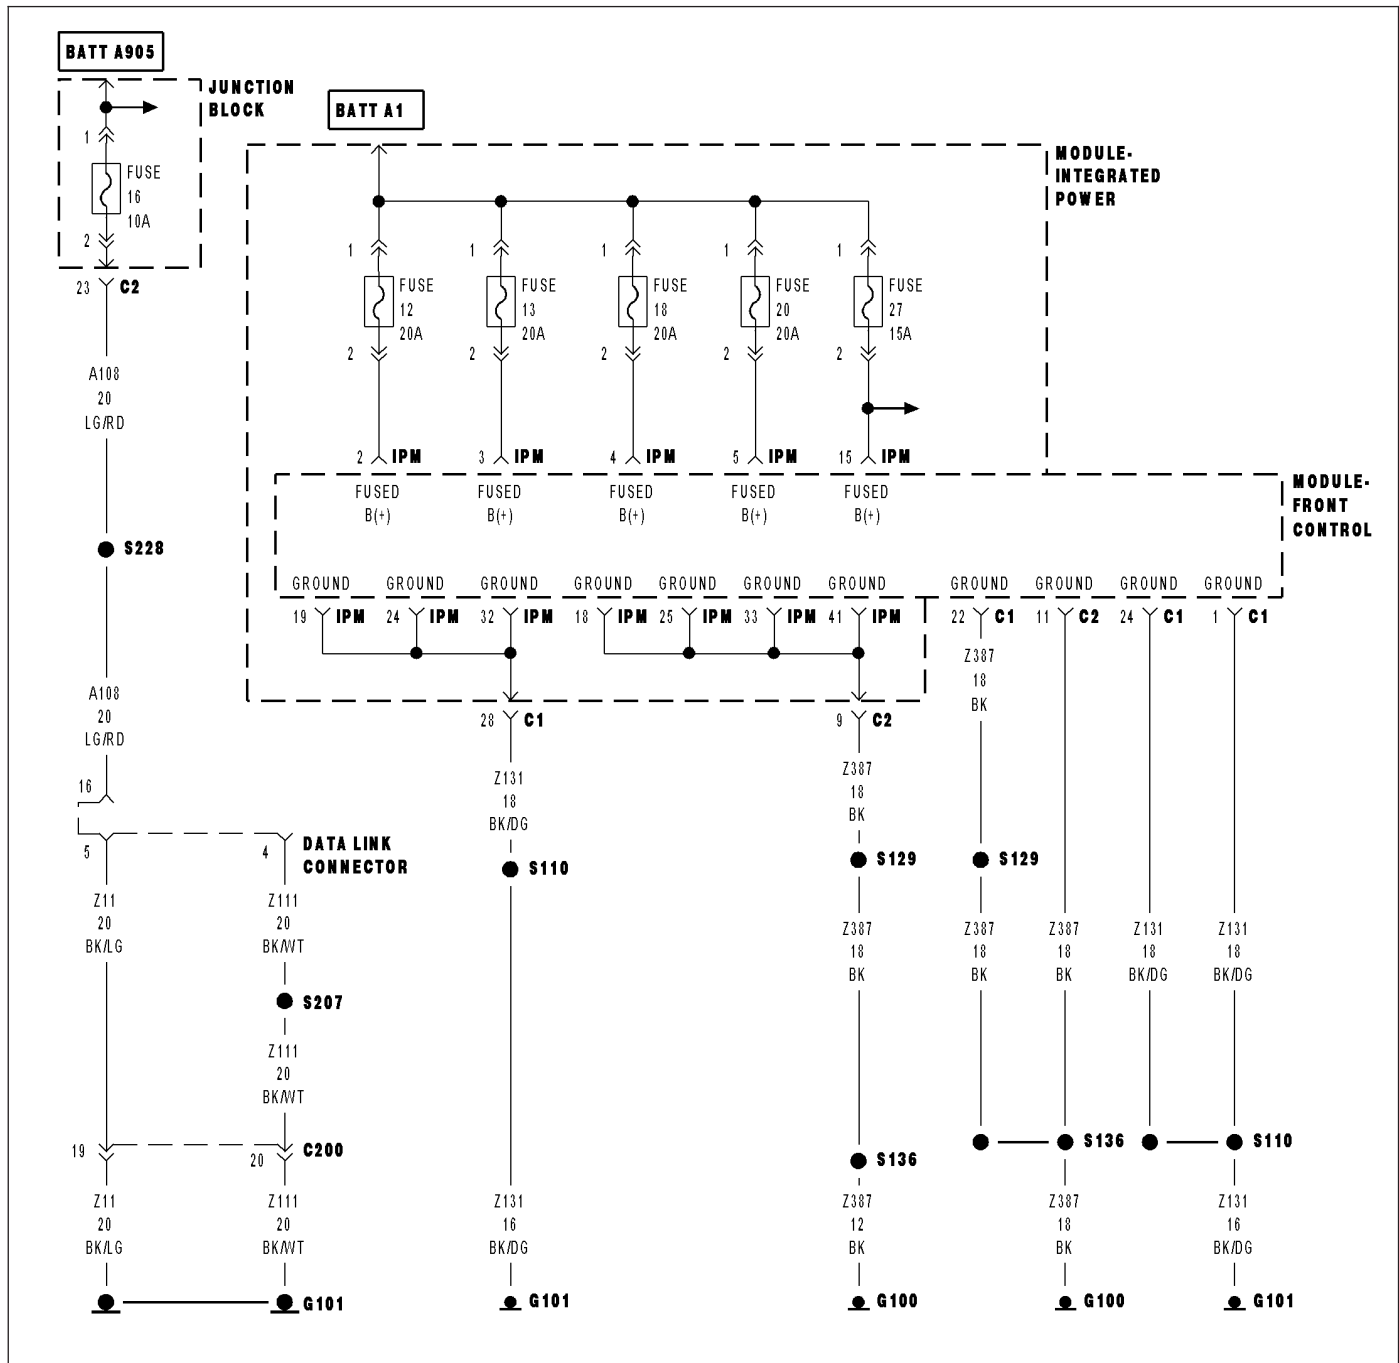 BATT A905
JUNCTION
BLOCK
1
FUSE
16
10A
2
23 C2
A108
20
LG/RD
S228
A108
20
LG/RD
16
5
4
DATA LINK
CONNECTOR
Z11
20
BK/LG
Z111
20
BK/WT
S207
Z111
20
BK/WT
19
20
C200
Z11
20
BK/LG
Z111
20
BK/WT
G101
BATT A1
MODULE-
INTEGRATED
POWER
1 1 1 1 1
FUSE FUSE FUSE FUSE FUSE
12 13 18 20 27
20A 20A 20A 20A 15A
2 2 2 2 2
2 IPM 3 IPM 4 IPM 5 IPM 15 IPM
FUSED FUSED FUSED FUSED FUSED
B(+) B(+) B(+) B(+) B(+)
MODULE-
FRONT
CONTROL
GROUND GROUND GROUND GROUND GROUND GROUND GROUND GROUND GROUND GROUND GROUND
19 IPM 24 IPM 32 IPM 18 IPM 25 IPM 33 IPM 41 IPM 22 C1 11 C2 24 C1 1 C1
Z387
18
BK
28 C1
9 C2
Z131
18
BK/DG
Z387
18
BK
S110
S129
S129
Z387 Z387 Z387 Z131 Z131
18 18 18 18 18
BK BK BK BK/DG BK/DG
S136
S136
S110
Z131 Z387 Z387 Z131
16 12 18 16
BK/DG BK BK BK/DG
G101 G100 G100 G101